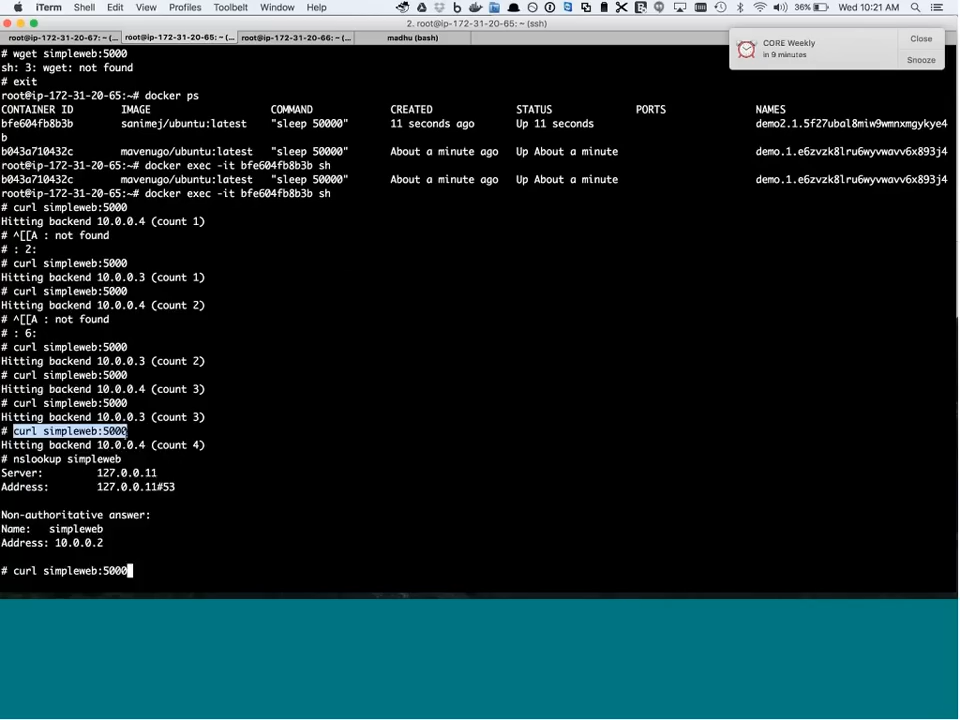 iTerm Shell Edit View Profiles Toolbelt Window Help 36% Wed 10:21 AM
2. root@ip-172-31-20-65: ~ (ssh)
root@ip-172-31-20-67: ~ (... root@ip-172-31-20-65: ~ (... root@ip-172-31-20-66: ~ (... madhu (bash)
CORE Weekly
in 9 minutes
Close
Snooze
# wget simpleweb:5000
sh: 3: wget: not found
# exit
root@ip-172-31-20-65:~# docker ps
CONTAINER ID IMAGE COMMAND CREATED STATUS PORTS NAMES
bfe604fb8b3b sanimej/ubuntu:latest "sleep 50000" 11 seconds ago Up 11 seconds demo2.1.5f27ubal8miw9wmnxmgykye4
b
b043a710432c mavenugo/ubuntu:latest "sleep 50000" About a minute ago Up About a minute demo.1.e6zvzk8lru6wyvwavv6x893j4
root@ip-172-31-20-65:~# docker exec -it bfe604fb8b3b sh
b043a710432c mavenugo/ubuntu:latest "sleep 50000" About a minute ago Up About a minute demo.1.e6zvzk8lru6wyvwavv6x893j4
root@ip-172-31-20-65:~# docker exec -it bfe604fb8b3b sh
# curl simpleweb:5000
Hitting backend 10.0.0.4 (count 1)
# ^[[A : not found
# : 2:
# curl simpleweb:5000
Hitting backend 10.0.0.3 (count 1)
# curl simpleweb:5000
Hitting backend 10.0.0.4 (count 2)
# ^[[A : not found
# : 6:
# curl simpleweb:5000
Hitting backend 10.0.0.3 (count 2)
# curl simpleweb:5000
Hitting backend 10.0.0.4 (count 3)
# curl simpleweb:5000
Hitting backend 10.0.0.3 (count 3)
# curl simpleweb:5000
Hitting backend 10.0.0.4 (count 4)
# nslookup simpleweb
Server: 127.0.0.11
Address: 127.0.0.11#53
Non-authoritative answer:
Name: simpleweb
Address: 10.0.0.2
# curl simpleweb:5000